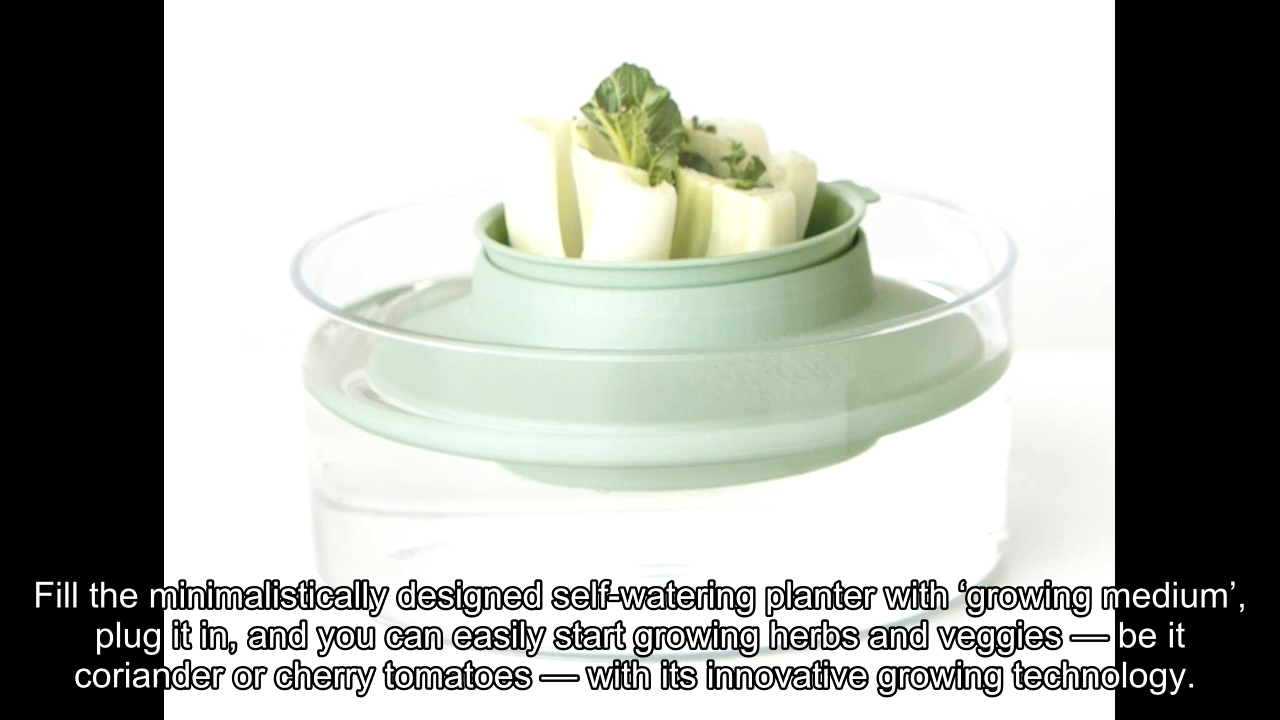 Fill the minimalistically designed self-watering planter with ‘growing medium’,
plug it in, and you can easily start growing herbs and veggies — be it
coriander or cherry tomatoes — with its innovative growing technology.